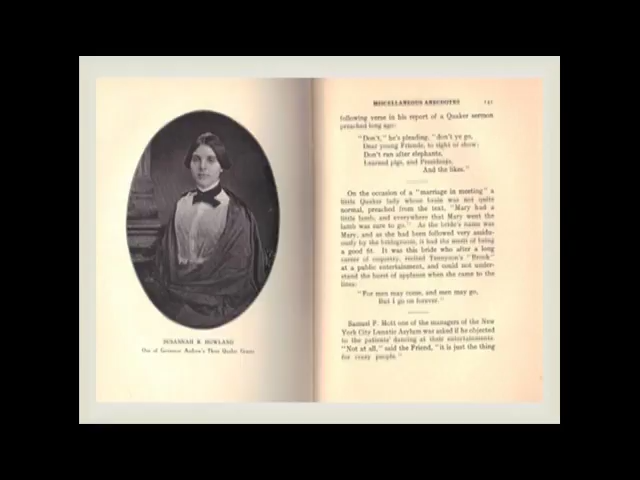 SUSANNAH R. HOWLAND
One of Governor Andrew's Three Quaker Graces
MISCELLANEOUS ANECDOTES 141
following verse in his report of a Quaker sermon
preached long ago:
"Don't," he's pleading, "don't ye go,
Dear young Friends, to sight or show;
Don't run after elephants,
Learned pigs, and Presidents,
And the likes."
On the occasion of a "marriage in meeting" a
little Quaker lady whose brain was not quite
normal, preached from the text, "Mary had a
little lamb, and everywhere that Mary went the
lamb was sure to go." As the bride's name was
Mary, and as she had been followed very assidu-
ously by the bridegroom, it had the merit of being
a good fit. It was this bride who after a long
career of coquetry, recited Tennyson's "Brook"
at a public entertainment, and could not under-
stand the burst of applause when she came to the
lines:
"For men may come, and men may go,
But I go on forever."
Samuel F. Mott one of the managers of the New
York City Lunatic Asylum was asked if he objected
to the patients' dancing at their entertainments.
"Not at all," said the Friend, "it is just the thing
for crazy people."